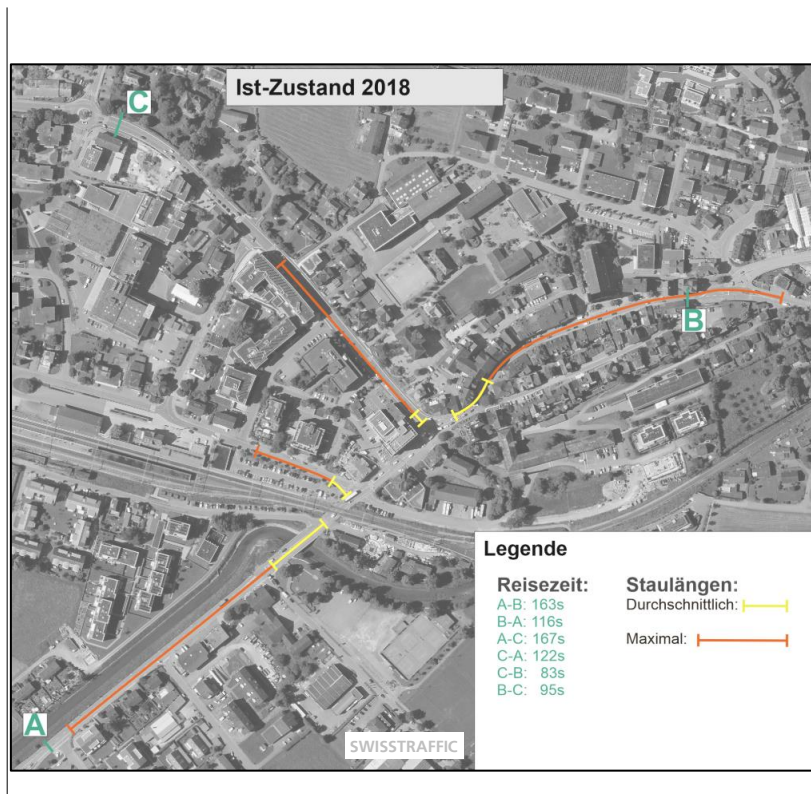 Ist-Zustand 2018
C
B
A
Legende
Reisezeit:
A-B: 163s
B-A: 116s
A-C: 167s
C-A: 122s
C-B: 83s
B-C: 95s
Staulängen:
Durchschnittlich:
Maximal:
SWISSTRAFFIC